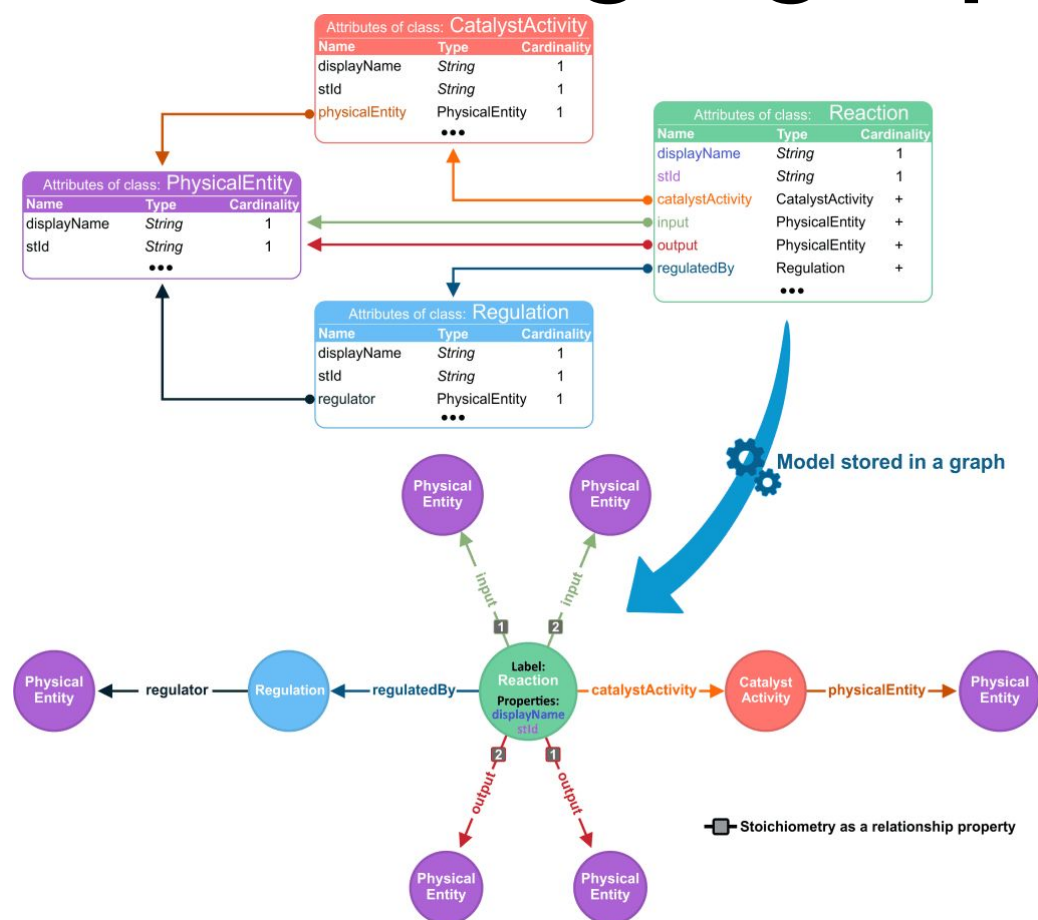 Attributes of class: CatalystActivity
Name Type Cardinality
displayName String 1
stId String 1
physicalEntity PhysicalEntity 1
•••
Attributes of class: Reaction
Name Type Cardinality
displayName String 1
stId String 1
catalystActivity CatalystActivity +
input PhysicalEntity +
output PhysicalEntity +
regulatedBy Regulation +
•••
Attributes of class: PhysicalEntity
Name Type Cardinality
displayName String 1
stId String 1
•••
Attributes of class: Regulation
Name Type Cardinality
displayName String 1
stId String 1
regulator PhysicalEntity 1
•••
Model stored in a graph
Physical
Entity
Physical
Entity
input
input
1
2
Physical
Entity
regulator
Regulation
regulatedBy
Label:
Reaction
Properties:
displayName
stId
catalystActivity
Catalyst
Activity
physicalEntity
Physical
Entity
2
1
output
output
Stoichiometry as a relationship property
Physical
Entity
Physical
Entity